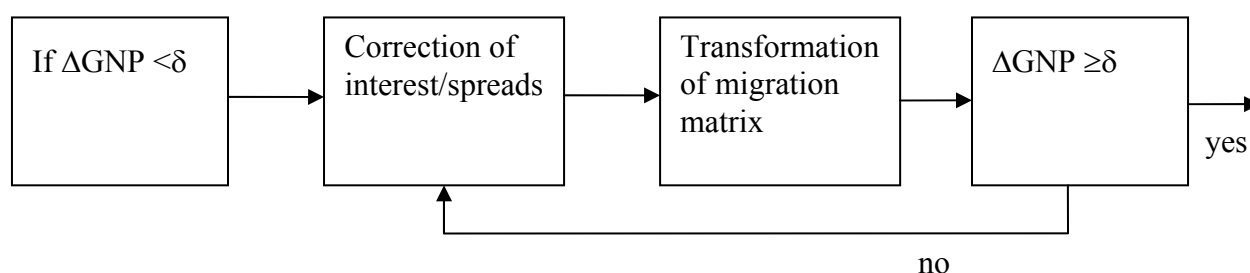 If ΔGNP <δ
Correction of
interest/spreads
Transformation
of migration
matrix
ΔGNP ≥δ
yes
no